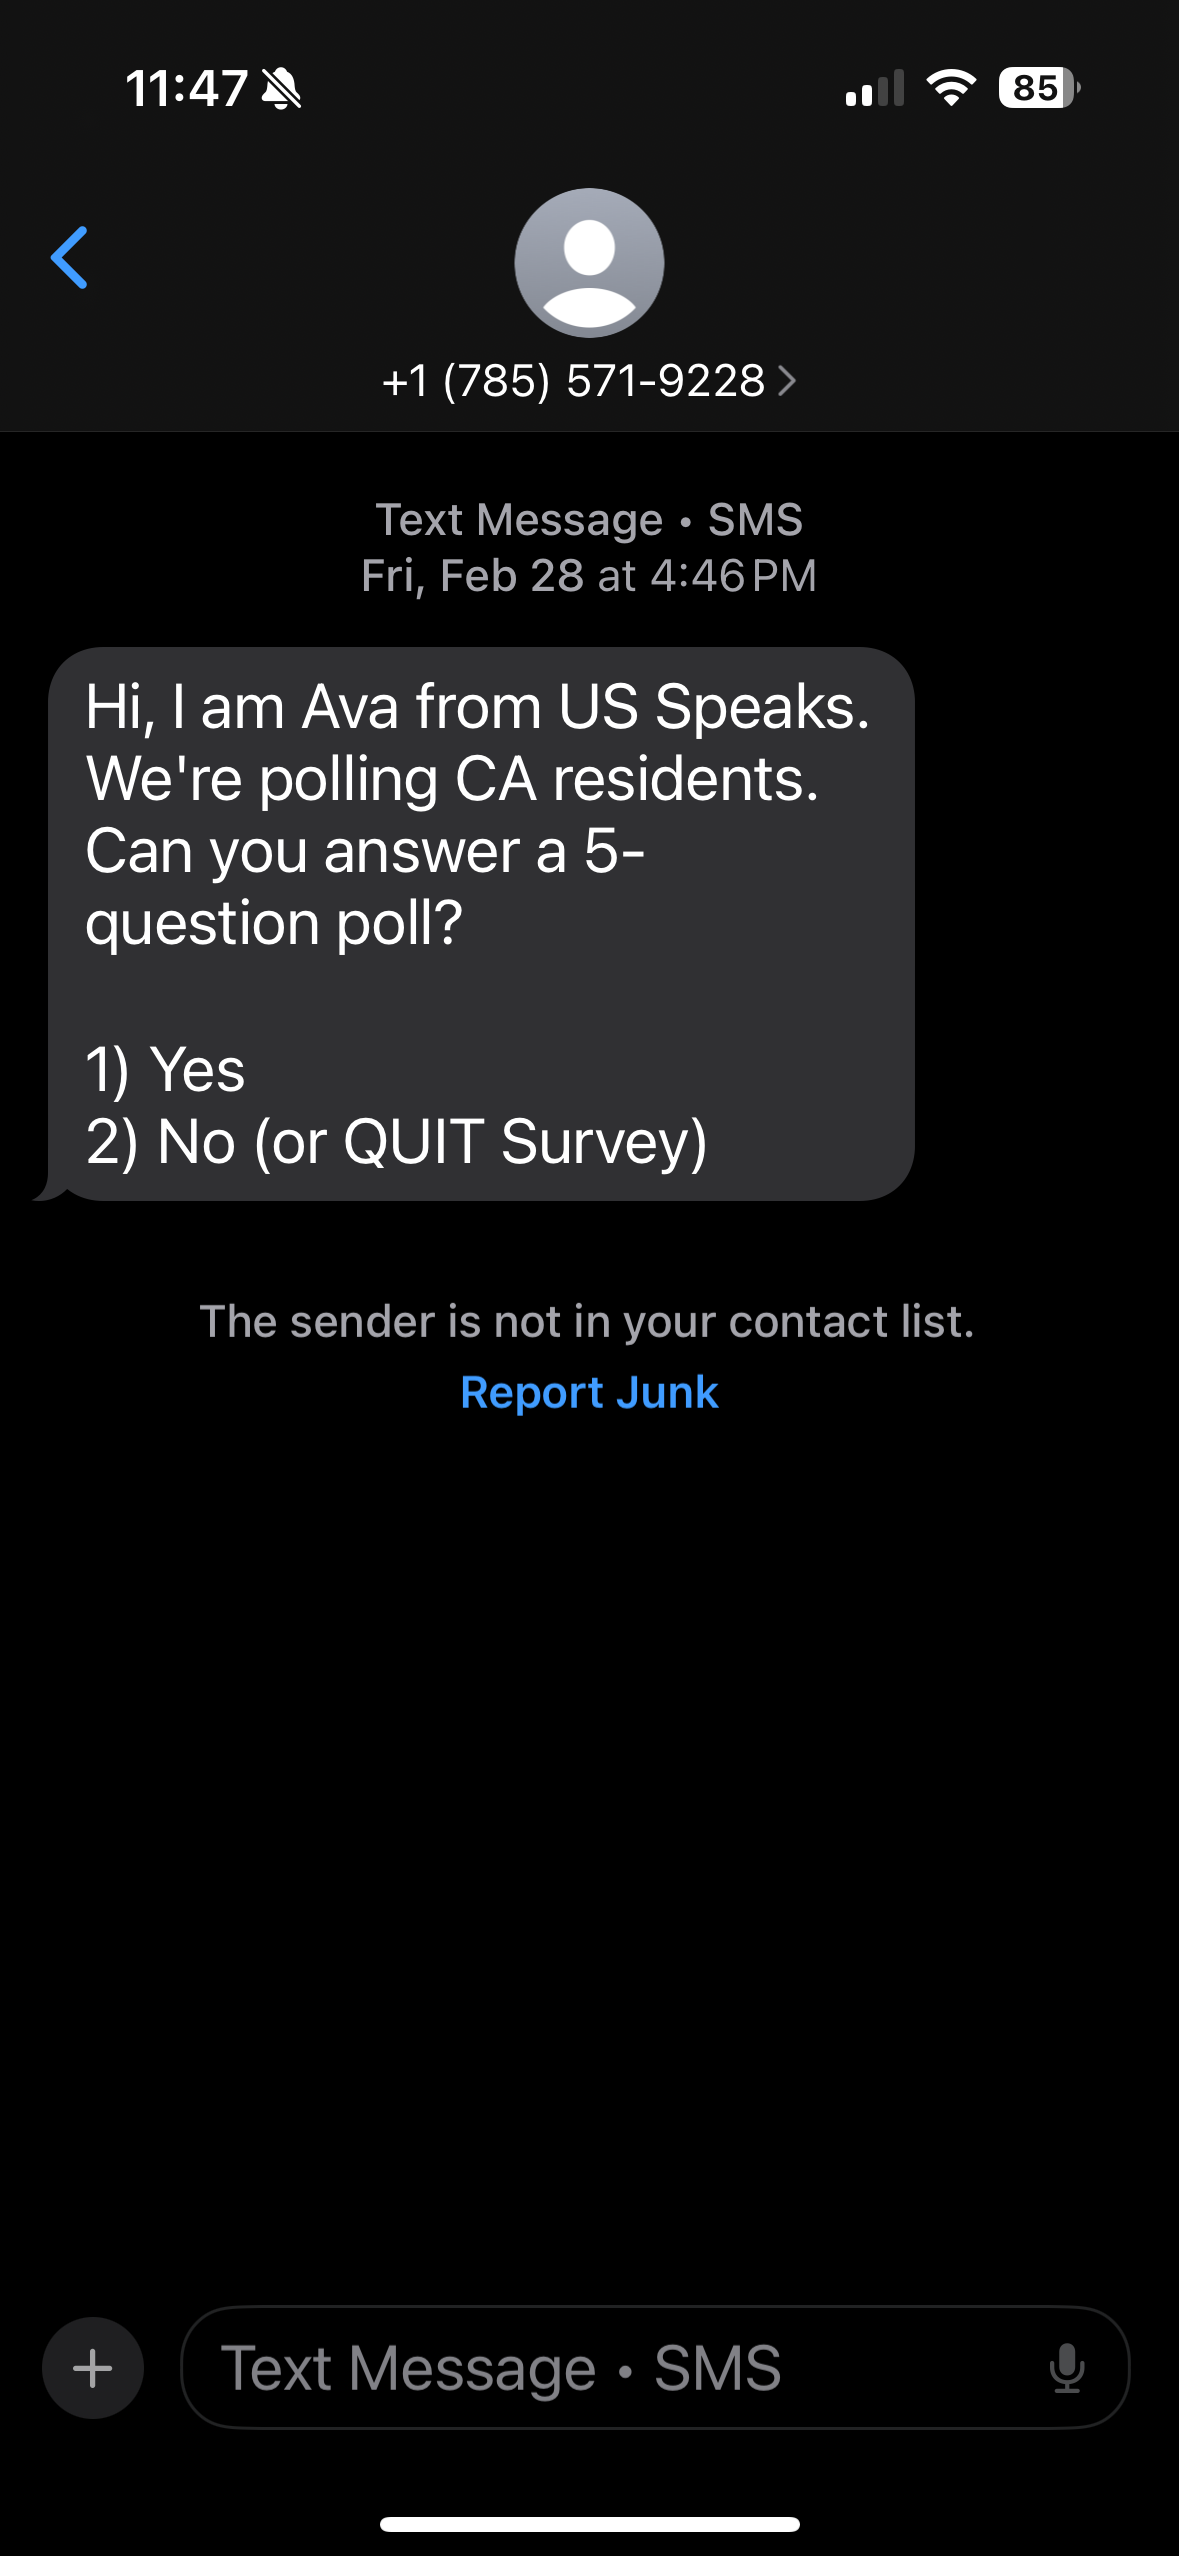 11:47
85
+1 (785) 571-9228
Text Message • SMS
Fri, Feb 28 at 4:46 PM
Hi, I am Ava from US Speaks.
We're polling CA residents.
Can you answer a 5-
question poll?
1) Yes
2) No (or QUIT Survey)
The sender is not in your contact list.
Report Junk
Text Message • SMS